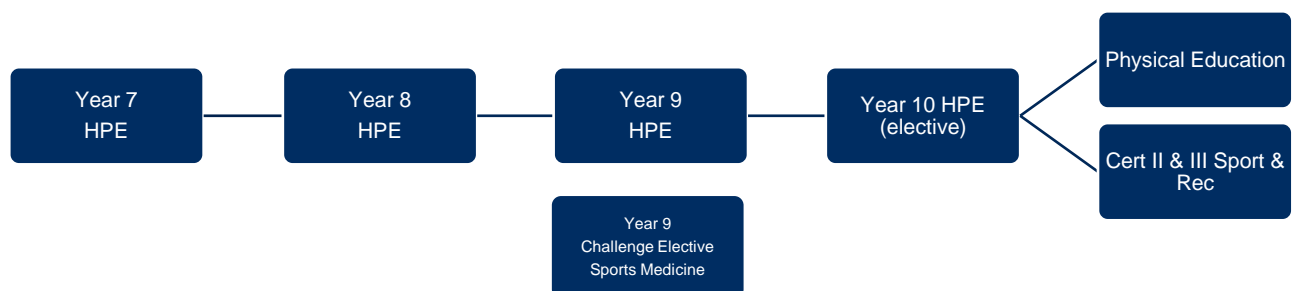 Year 7
HPE
Year 8
HPE
Year 9
HPE
Year 10 HPE
(elective)
Physical Education
Cert II & III Sport &
Rec
Year 9
Challenge Elective
Sports Medicine